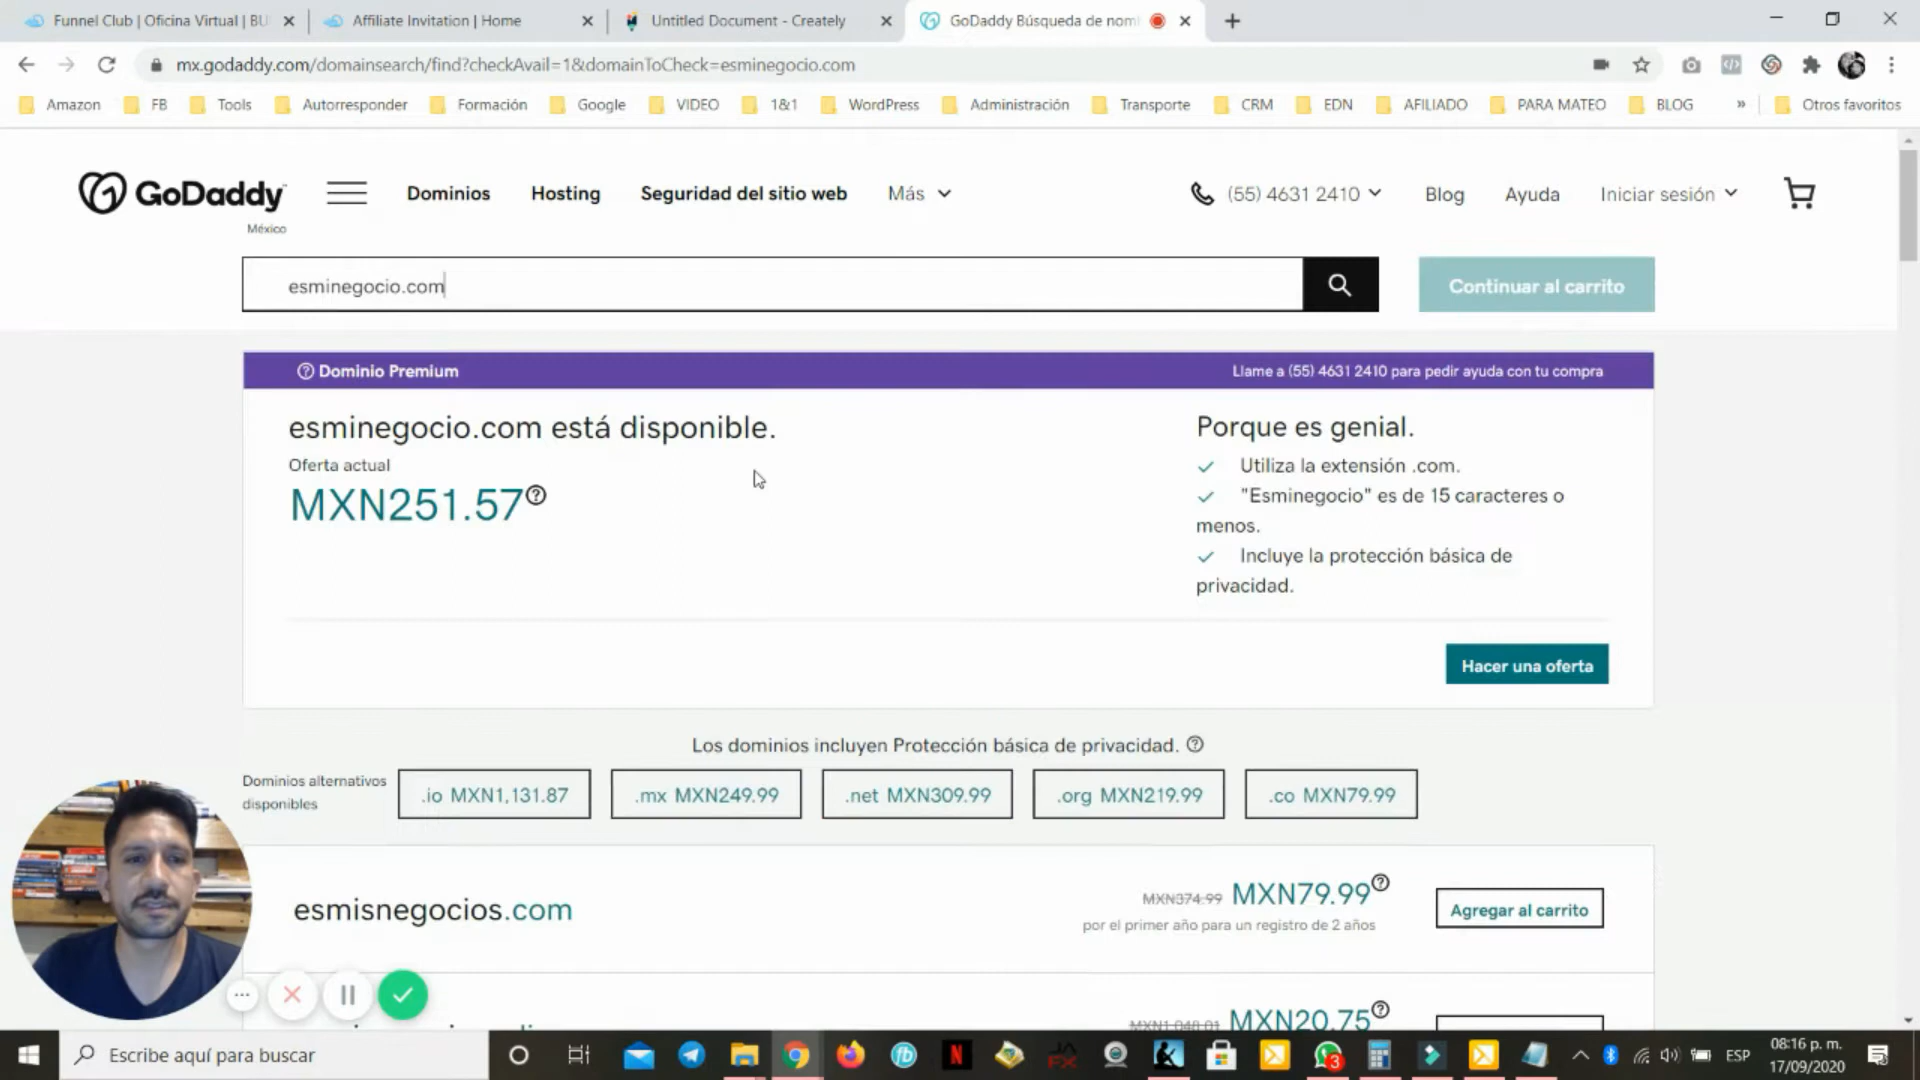 Funnel Club | Oficina Virtual | BU
Affiliate Invitation | Home
Untitled Document - Creately
GoDaddy Búsqueda de nom
mx.godaddy.com/domainsearch/find?checkAvail=1&domainToCheck=esminegocio.com
Amazon
FB
Tools
Autorresponder
Formación
Google
VIDEO
1&1
WordPress
Administración
Transporte
CRM
EDN
AFILIADO
PARA MATEO
BLOG
»
Otros favoritos
GoDaddy
México
Dominios
Hosting
Seguridad del sitio web
Más
(55) 4631 2410
Blog
Ayuda
Iniciar sesión
esminegocio.com
Continuar al carrito
Dominio Premium
Llame a (55) 4631 2410 para pedir ayuda con tu compra
esminegocio.com está disponible.
Oferta actual
MXN251.57
Porque es genial.
Utiliza la extensión .com.
"Esminegocio" es de 15 caracteres o
menos.
Incluye la protección básica de
privacidad.
Hacer una oferta
Los dominios incluyen Protección básica de privacidad.
Dominios alternativos
disponibles
.io MXN1,131.87
.mx MXN249.99
.net MXN309.99
.org MXN219.99
.co MXN79.99
esmisnegocios.com
MXN374.99 MXN79.99
por el primer año para un registro de 2 años
Agregar al carrito
MXN1,048.01 MXN20.75
Escribe aquí para buscar
3
ESP
08:16 p. m.
17/09/2020